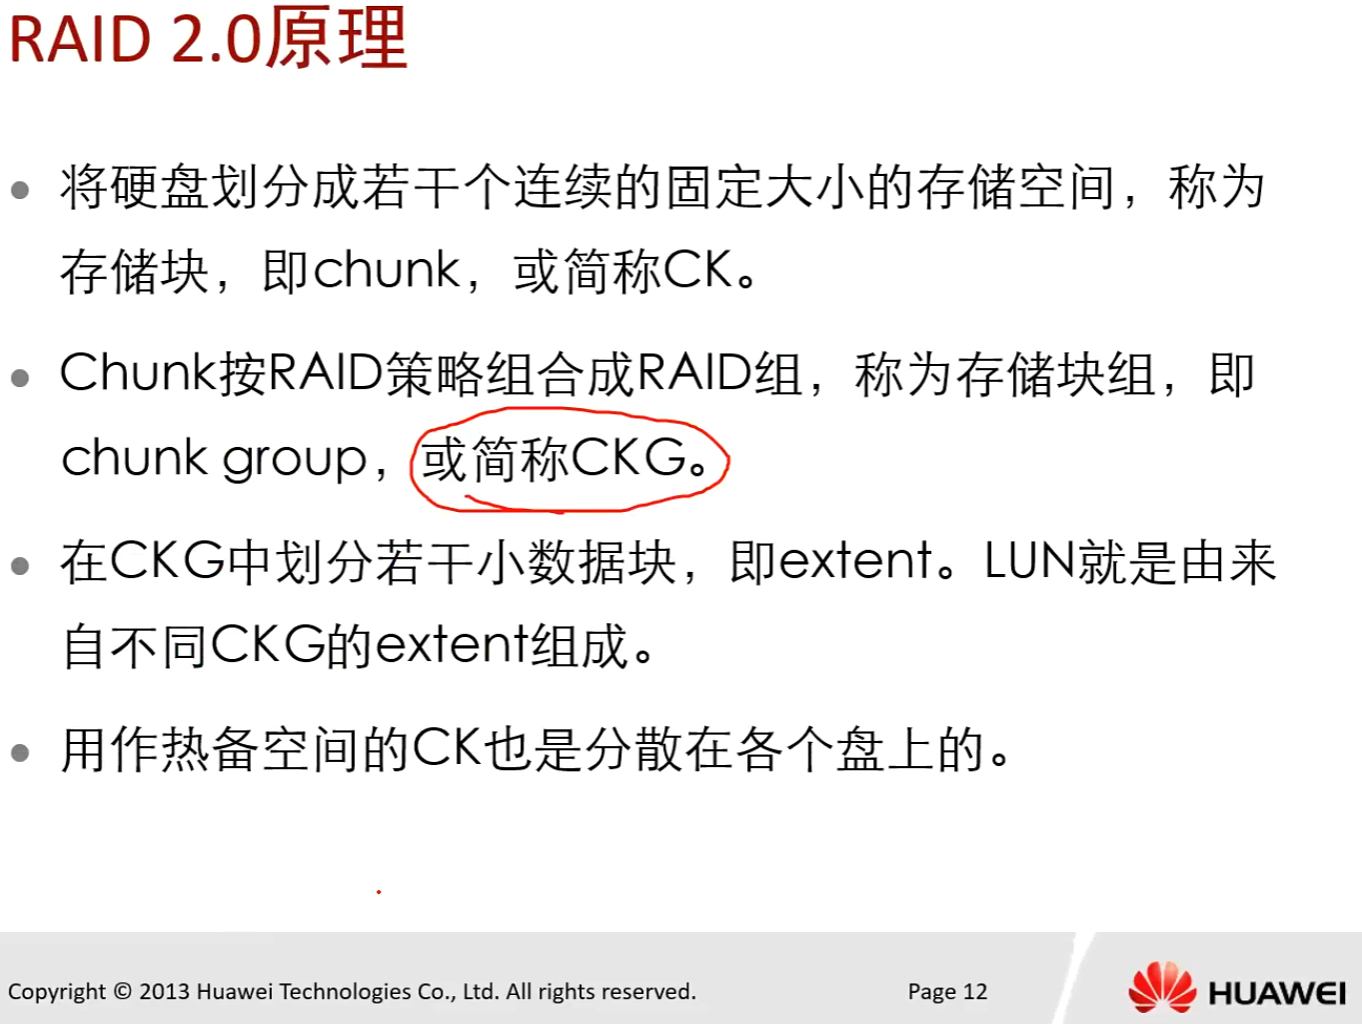 RAID 2.0原理
将硬盘划分成若干个连续的固定大小的存储空间，称为
存储块，即chunk，或简称CK。
Chunk按RAID策略组合成RAID组，称为存储块组，即
chunk group，或简称CKG。
在CKG中划分若干小数据块，即extent。LUN就是由来
自不同CKG的extent组成。
用作热备空间的CK也是分散在各个盘上的。
Copyright © 2013 Huawei Technologies Co., Ltd. All rights reserved.
Page 12
HUAWEI